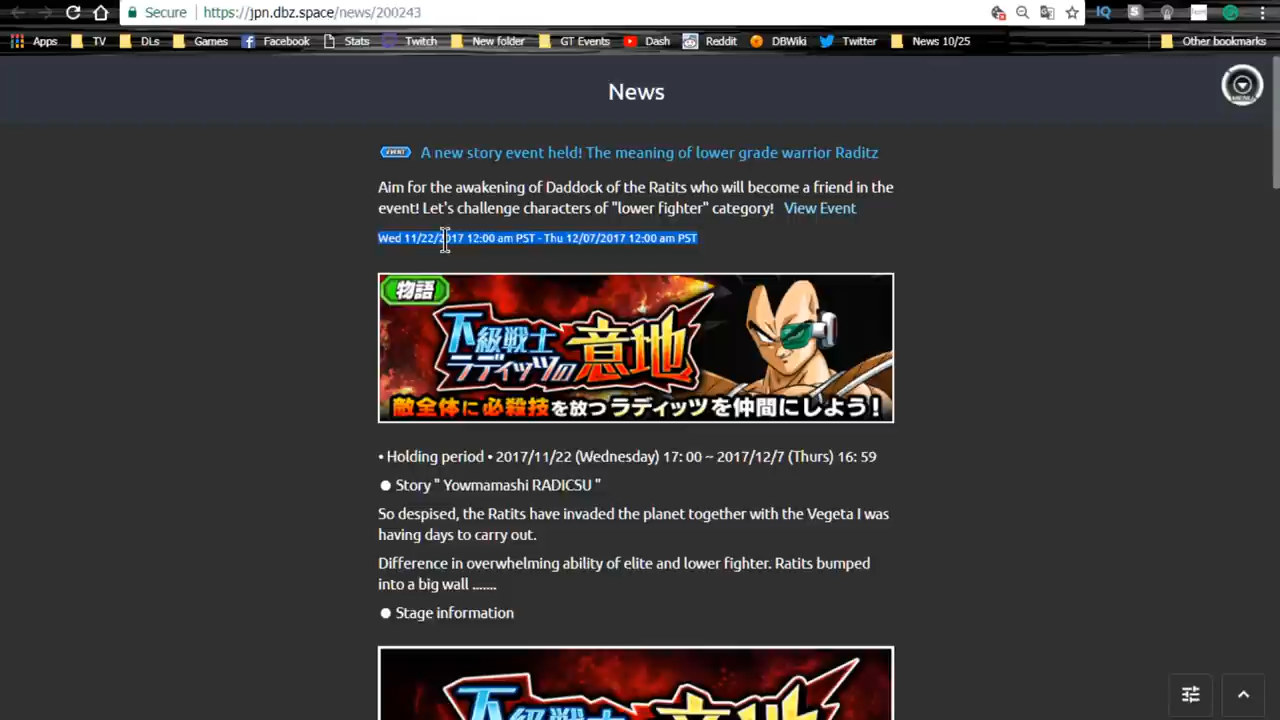 Secure https://jpn.dbz.space/news/200243
Apps TV DLs Games Facebook Stats Twitch New folder GT Events Dash Reddit DBWiki Twitter News 10/25 Other bookmarks
News
MENU
EVENT A new story event held! The meaning of lower grade warrior Raditz
Aim for the awakening of Daddock of the Ratits who will become a friend in the
event! Let's challenge characters of "lower fighter" category! View Event
Wed 11/22/2017 12:00 am PST - Thu 12/07/2017 12:00 am PST
物語
下級戦士
ラディッツの意地
敵全体に必殺技を放つラディッツを仲間にしよう!
• Holding period • 2017/11/22 (Wednesday) 17: 00 ~ 2017/12/7 (Thurs) 16: 59
● Story " Yowmamashi RADICSU "
So despised, the Ratits have invaded the planet together with the Vegeta I was
having days to carry out.
Difference in overwhelming ability of elite and lower fighter. Ratits bumped
into a big wall .......
● Stage information
下級戦士
意地